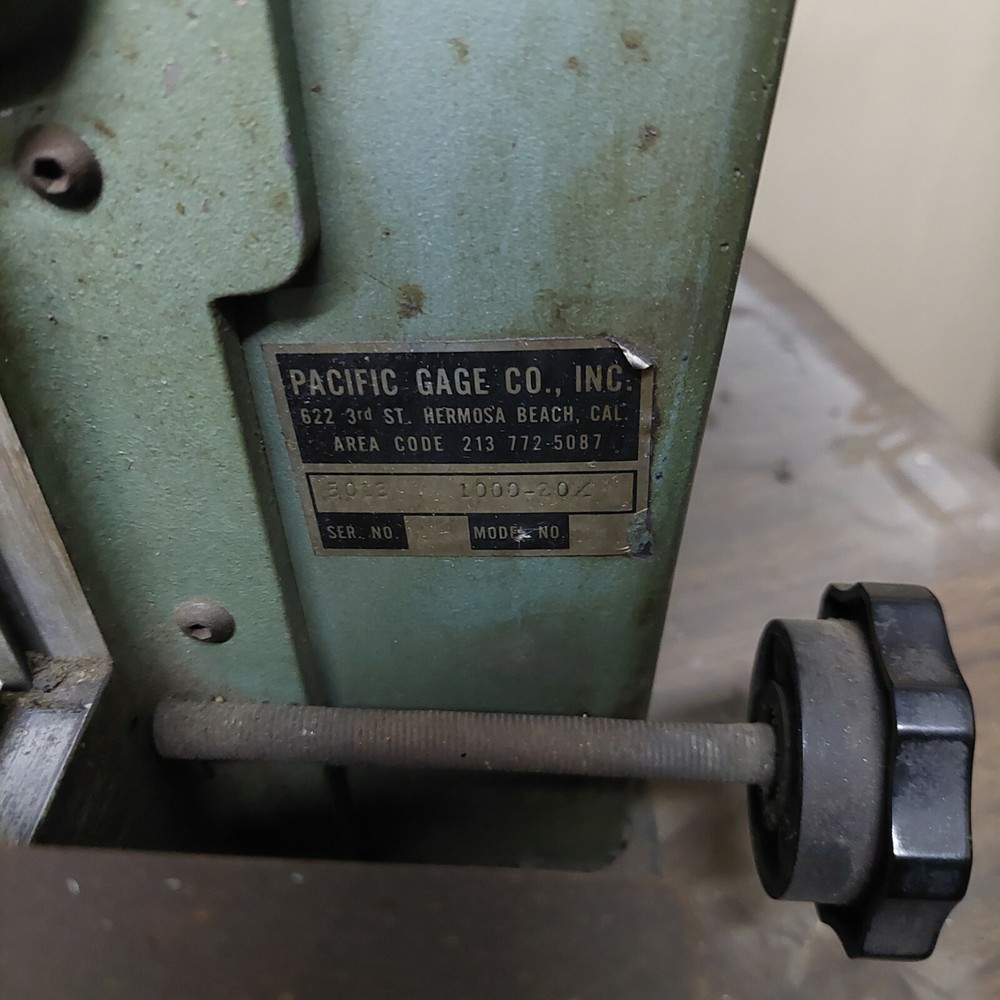 PACIFIC GAGE CO., INC.
622 3rd ST. HERMOSA BEACH, CAL.
AREA CODE 213 772-5087
1000-20X
SER. NO. MODEL NO.